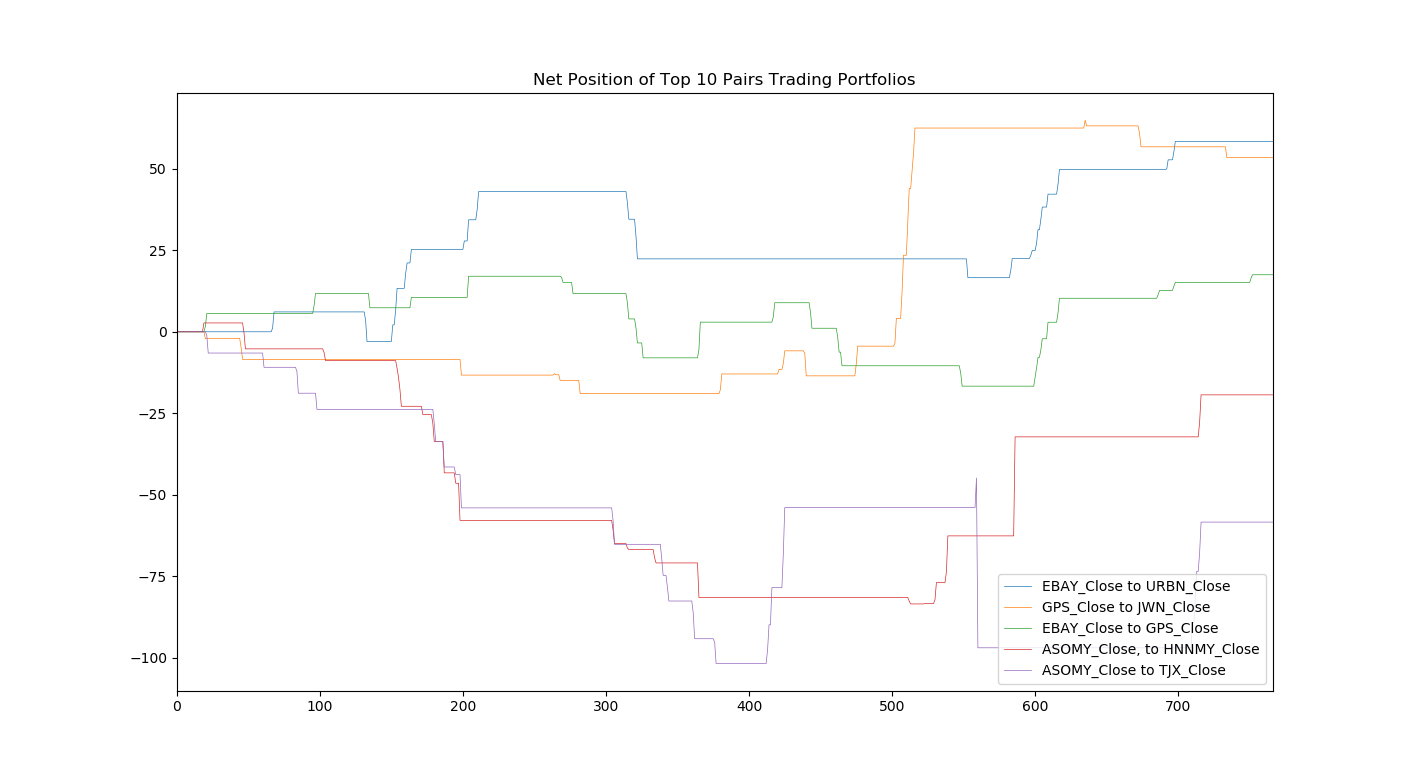 Net Position of Top 10 Pairs Trading Portfolios
50
25
0
−25
−50
−75
−100
0 100 200 300 400 500 600 700
EBAY_Close to URBN_Close
GPS_Close to JWN_Close
EBAY_Close to GPS_Close
ASOMY_Close, to HNNMY_Close
ASOMY_Close to TJX_Close